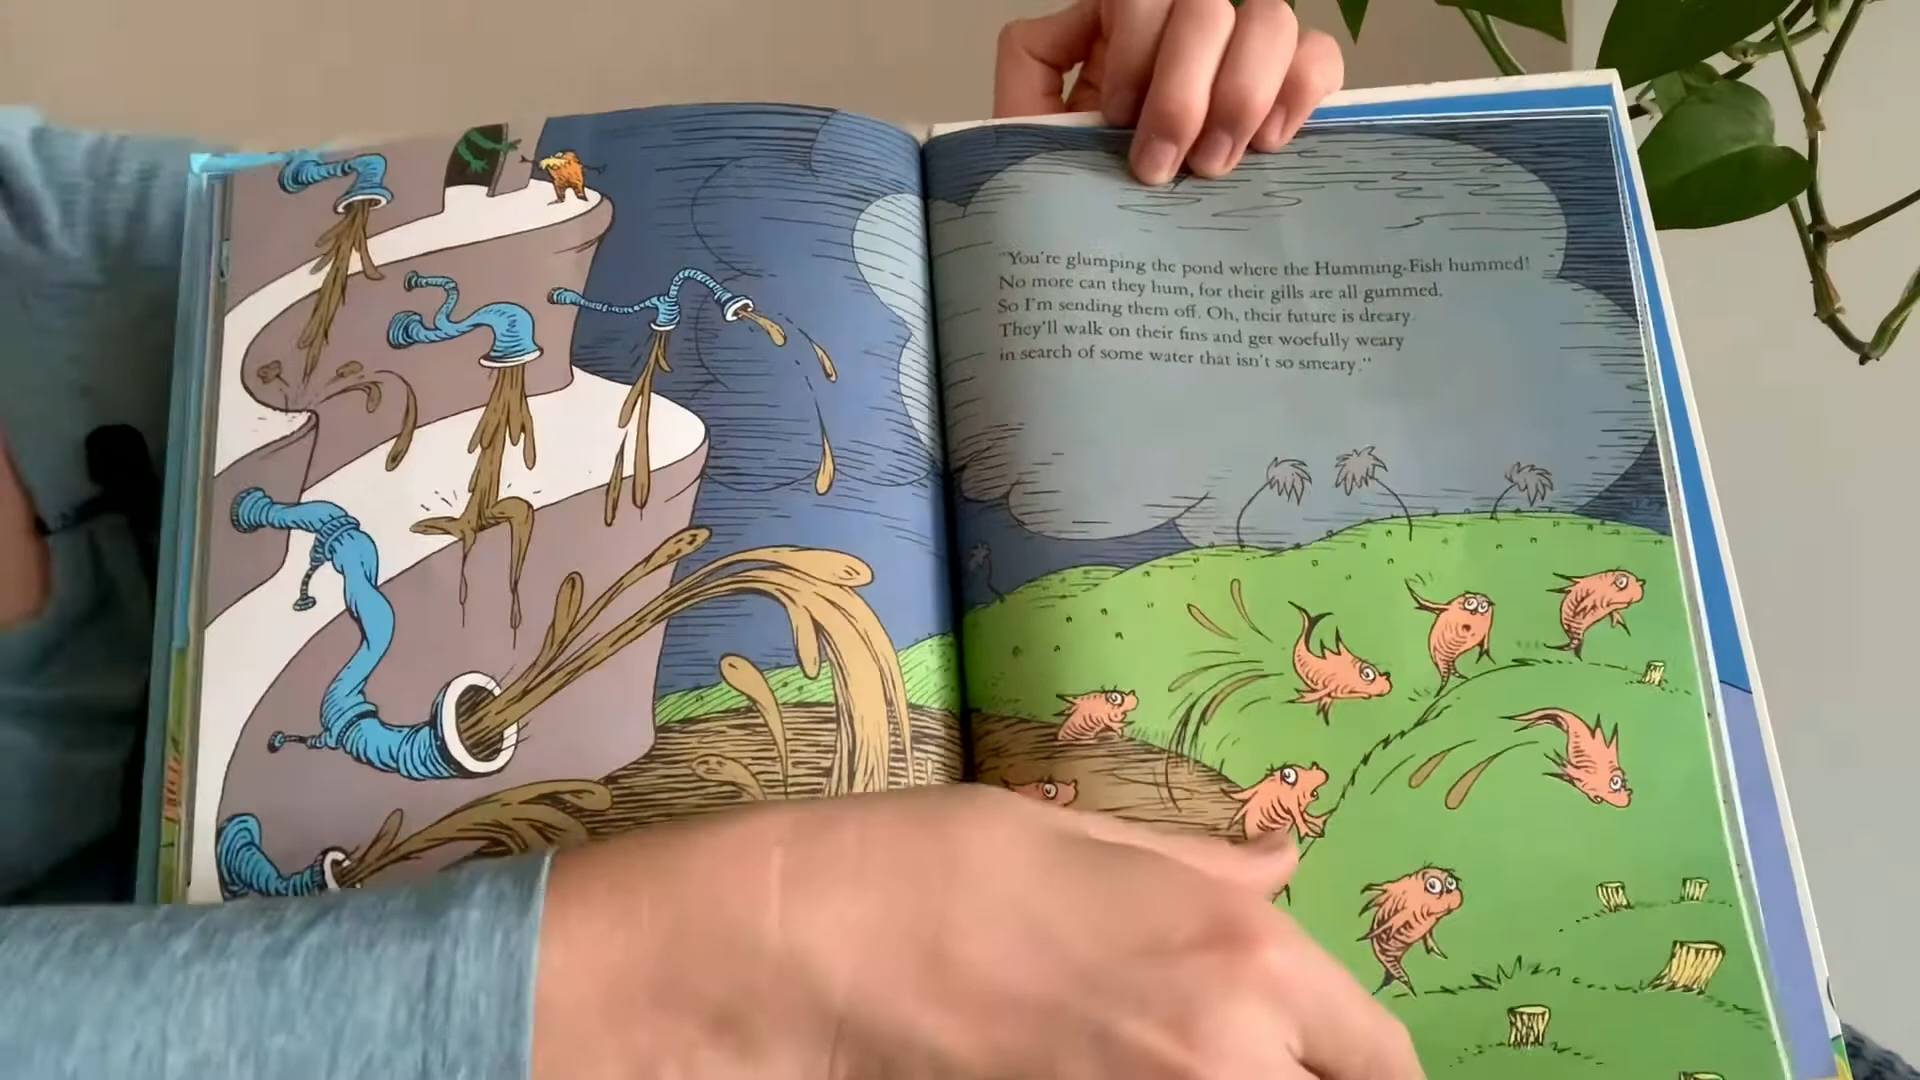 "You're glumping the pond where the Humming-Fish hummed!
No more can they hum, for their gills are all gummed.
So I'm sending them off. Oh, their future is dreary.
They'll walk on their fins and get woefully weary
in search of some water that isn't so smeary."